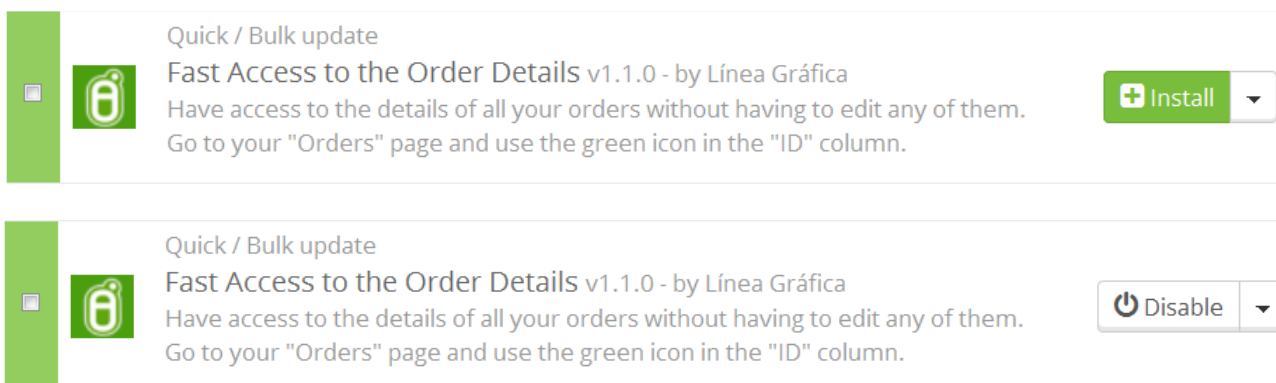 Quick / Bulk update
Fast Access to the Order Details v1.1.0 - by Línea Gráfica
Have access to the details of all your orders without having to edit any of them.
Go to your "Orders" page and use the green icon in the "ID" column.
Install
Quick / Bulk update
Fast Access to the Order Details v1.1.0 - by Línea Gráfica
Have access to the details of all your orders without having to edit any of them.
Go to your "Orders" page and use the green icon in the "ID" column.
Disable